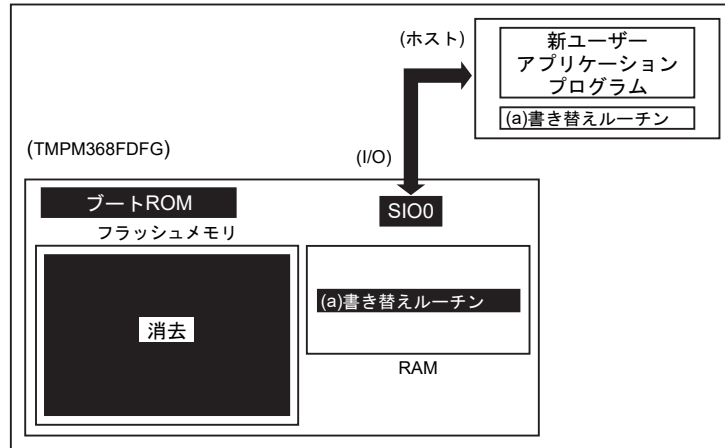 (ホスト)
新ユーザー
アプリケーション
プログラム
(a)書き替えルーチン
(TMPM368FDFG)
(I/O)
ブートROM
SIO0
フラッシュメモリ
(a)書き替えルーチン
消去
RAM